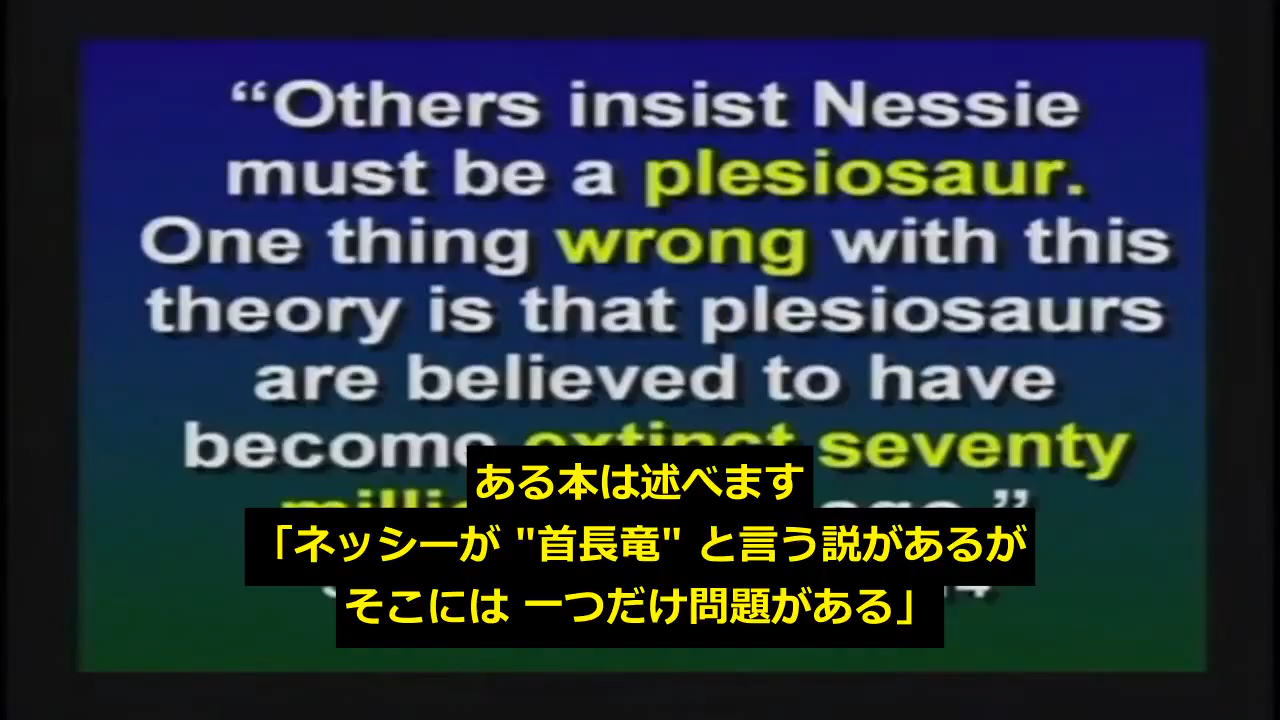 “Others insist Nessie
must be a plesiosaur.
One thing wrong with this
theory is that plesiosaurs
are believed to have
become extinct seventy
ago.”
ある本は述べます
「ネッシーが "首長竜" と言う説があるが
そこには 一つだけ問題がある」